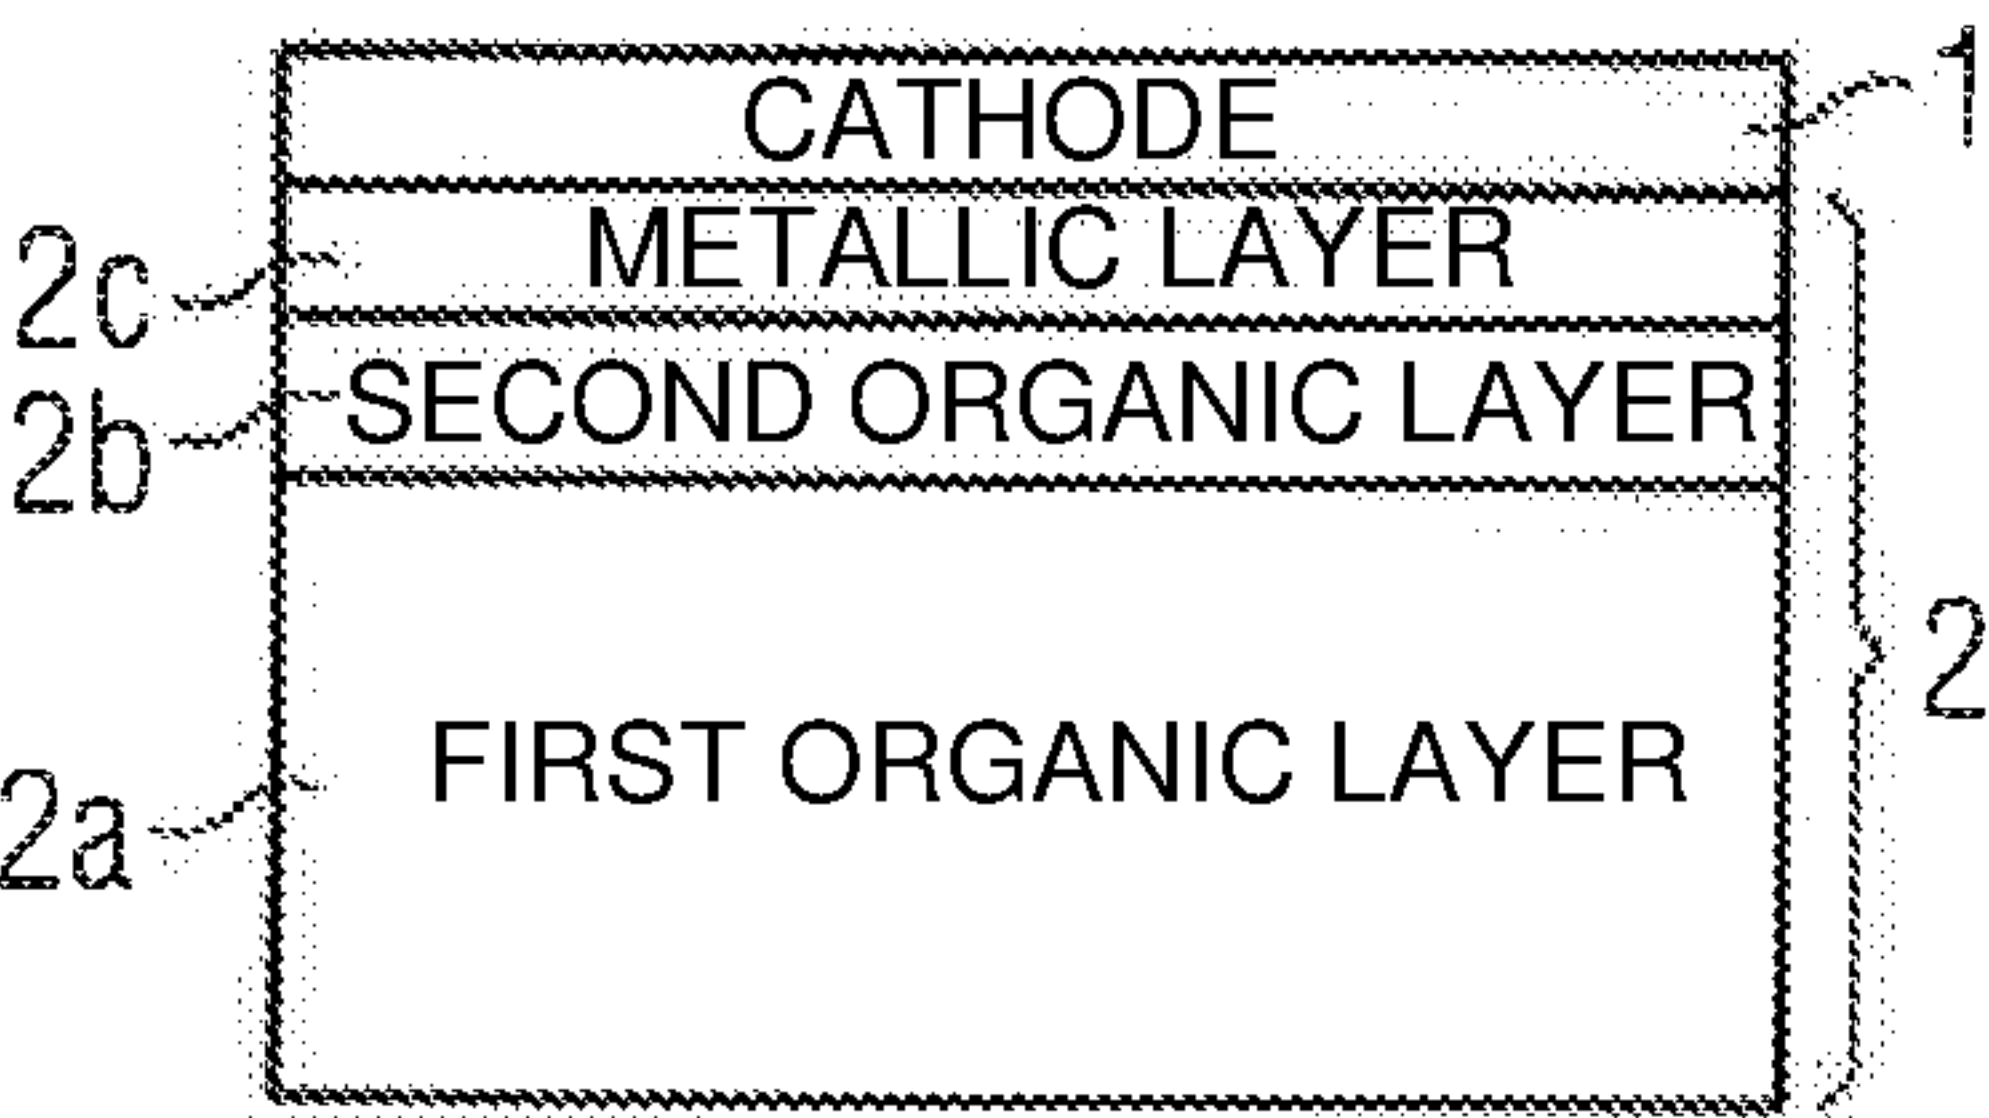 CATHODE
1
METALLIC LAYER
2c
SECOND ORGANIC LAYER
2b
2
FIRST ORGANIC LAYER
2a